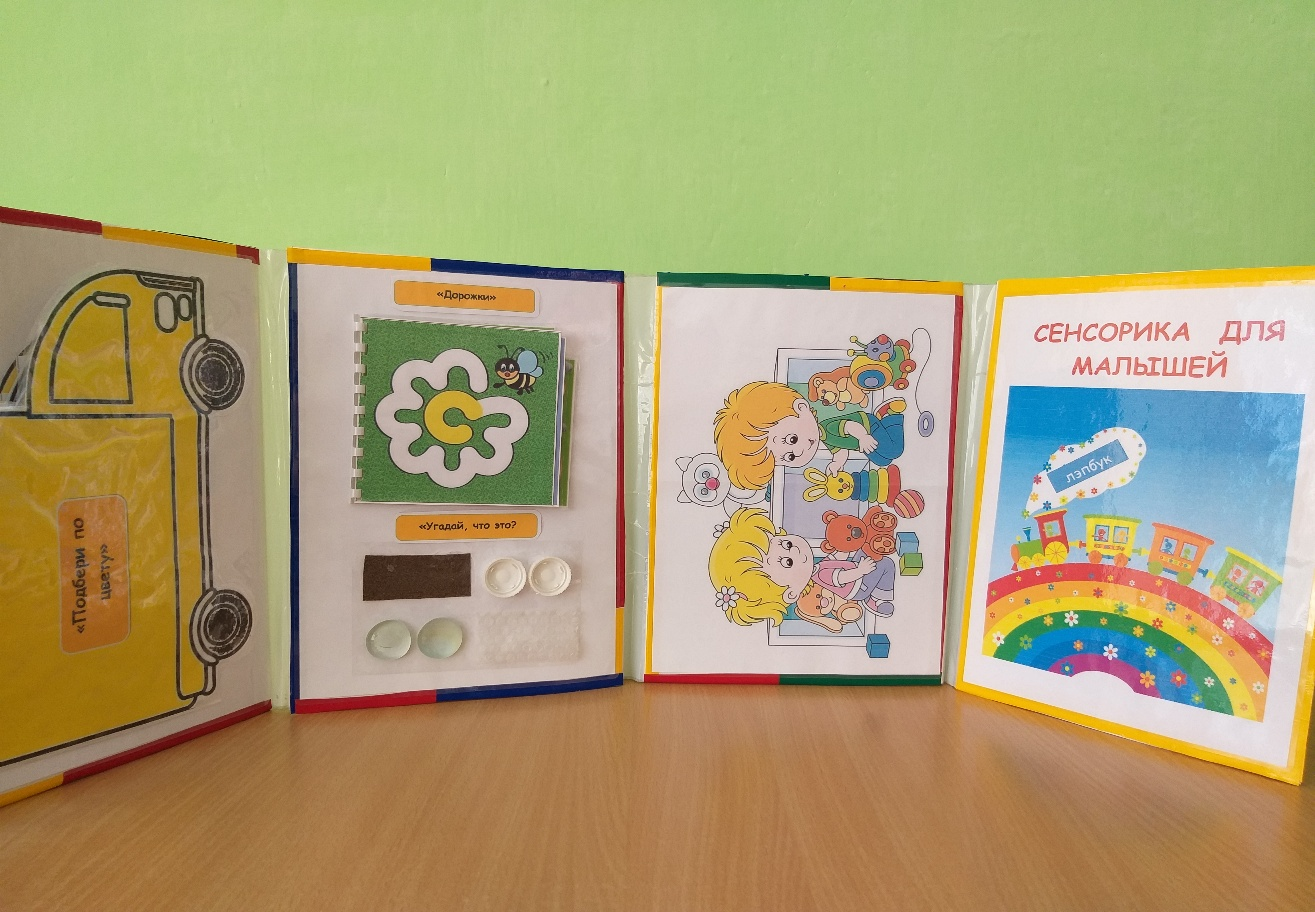 «Подбери по
цвету»
«Дорожки»
«Угадай, что это?
СЕНСОРИКА ДЛЯ
МАЛЫШЕЙ
лэпбук